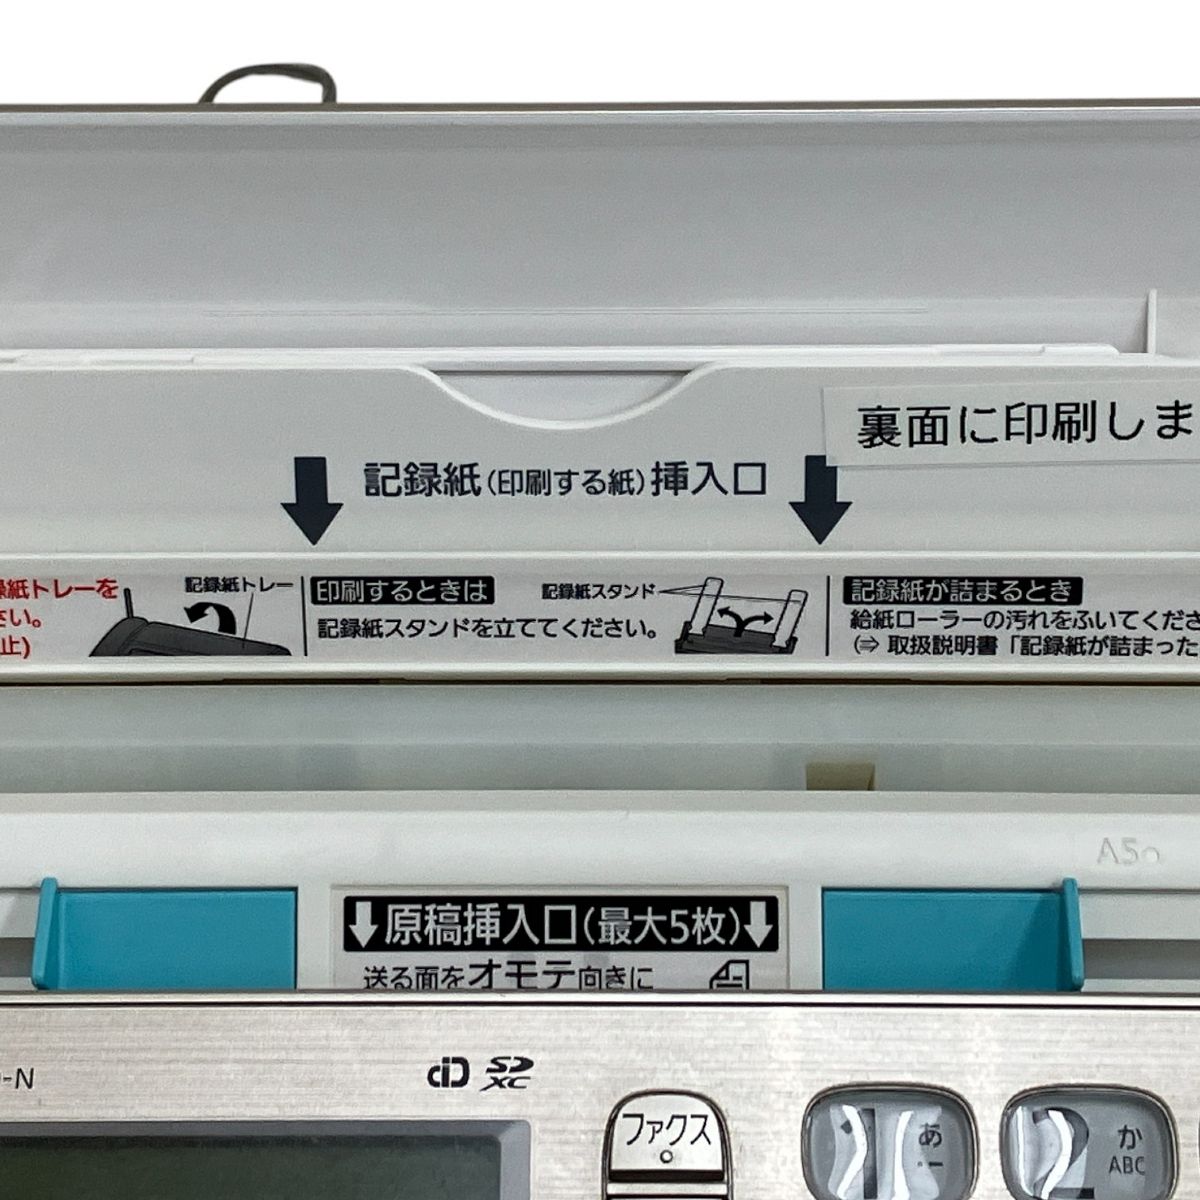 裏面に印刷しま
記録紙(印刷する紙)挿入口
録紙トレーを
さい。
止)
記録紙トレー
印刷するときは
記録紙スタンドを立ててください。
記録紙スタンド
記録紙が詰まるとき
給紙ローラーの汚れをふいてくださ
(⇒ 取扱説明書「記録紙が詰まった
A5
原稿挿入口(最大5枚)
送る面をオモテ向きに
-N
iD SD XC
ファクス
1 あ
2 か
ABC